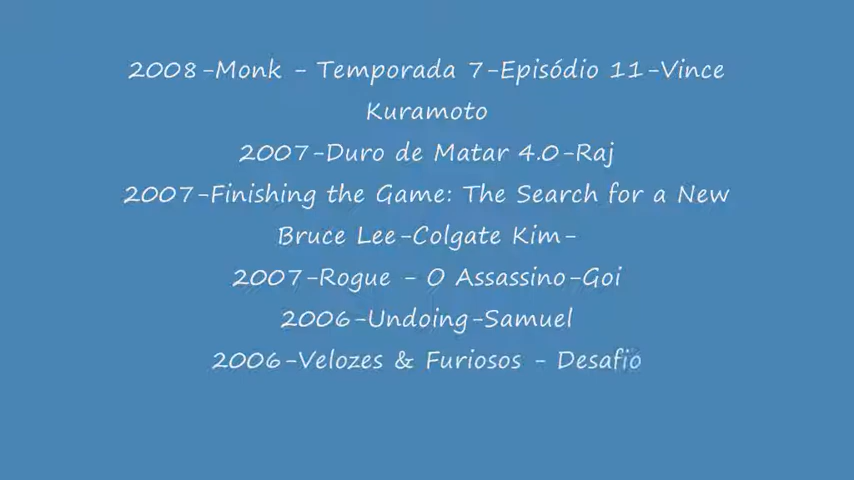 2008-Monk - Temporada 7-Episódio 11-Vince
Kuramoto
2007-Duro de Matar 4.0-Raj
2007-Finishing the Game: The Search for a New
Bruce Lee-Colgate Kim-
2007-Rogue - O Assassino-Goi
2006-Undoing-Samuel
2006-Velozes & Furiosos - Desafio